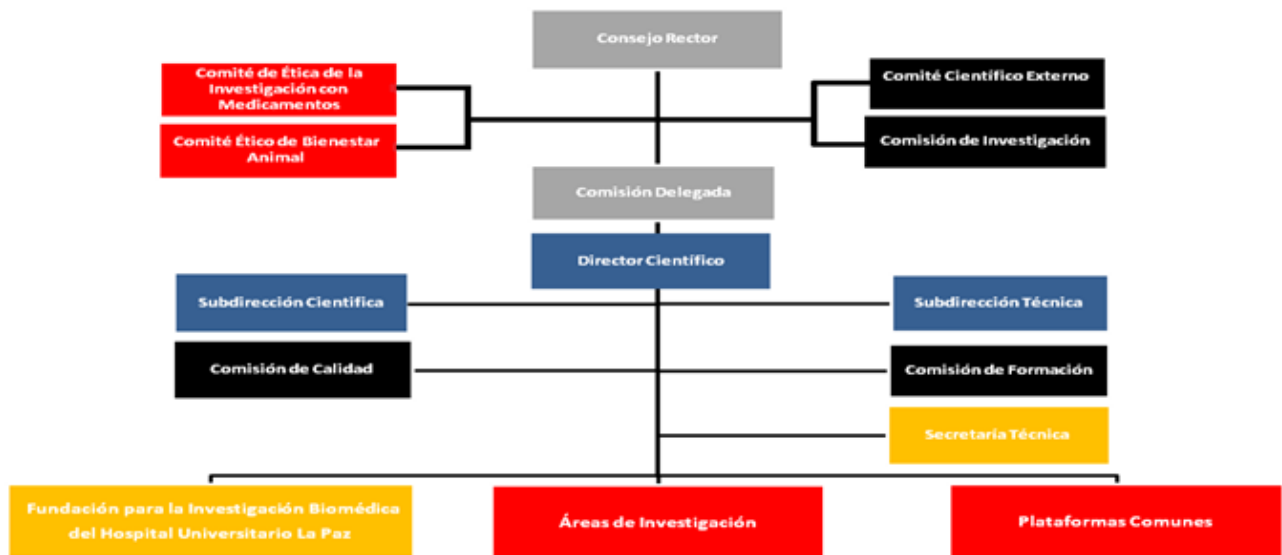 Consejo Rector
Comité de Ética de la
Investigación con
Medicamentos
Comité Ético de Bienestar
Animal
Comité Científico Externo
Comisión de Investigación
Comisión Delegada
Director Científico
Subdirección Científica
Subdirección Técnica
Comisión de Calidad
Comisión de Formación
Secretaría Técnica
Fundación para la Investigación Biomédica
del Hospital Universitario La Paz
Áreas de Investigación
Plataformas Comunes